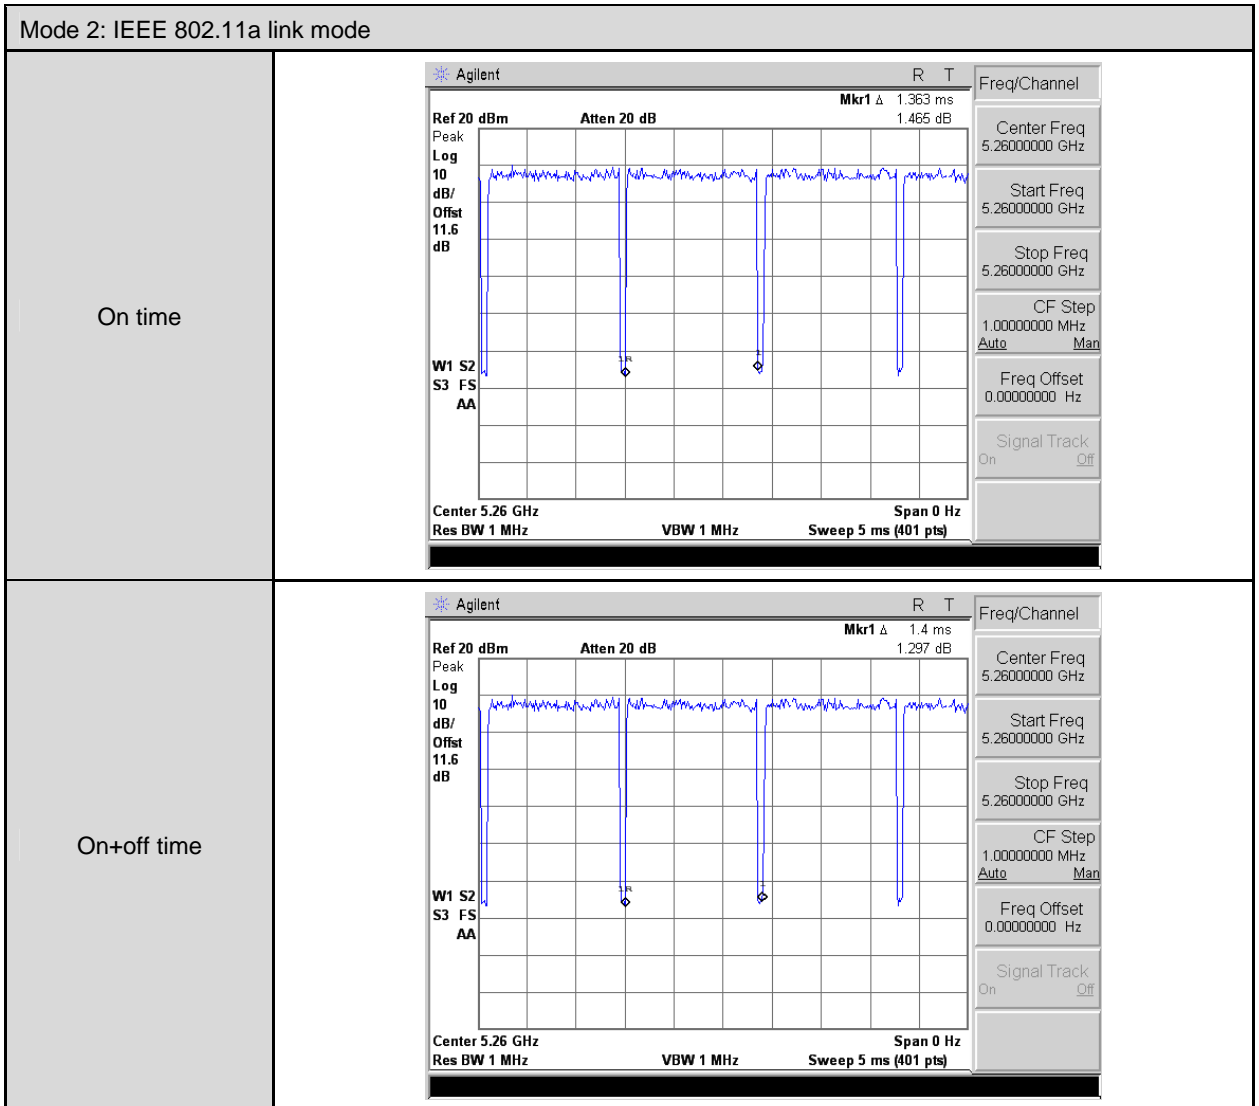 Mode 2: IEEE 802.11a link mode
On time
Agilent
R T
Mkr1 Δ 1.363 ms
Ref 20 dBm Atten 20 dB 1.465 dB
Peak
Log
10
dB/
Offst
11.6
dB
1R
1
W1 S2
S3 FS
AA
Center 5.26 GHz Span 0 Hz
Res BW 1 MHz VBW 1 MHz Sweep 5 ms (401 pts)
Freq/Channel
Center Freq
5.26000000 GHz
Start Freq
5.26000000 GHz
Stop Freq
5.26000000 GHz
CF Step
1.00000000 MHz
Auto Man
Freq Offset
0.00000000 Hz
Signal Track
On Off
On+off time
Agilent
R T
Mkr1 Δ 1.4 ms
Ref 20 dBm Atten 20 dB 1.297 dB
Peak
Log
10
dB/
Offst
11.6
dB
1R
W1 S2
S3 FS
AA
Center 5.26 GHz Span 0 Hz
Res BW 1 MHz VBW 1 MHz Sweep 5 ms (401 pts)
Freq/Channel
Center Freq
5.26000000 GHz
Start Freq
5.26000000 GHz
Stop Freq
5.26000000 GHz
CF Step
1.00000000 MHz
Auto Man
Freq Offset
0.00000000 Hz
Signal Track
On Off